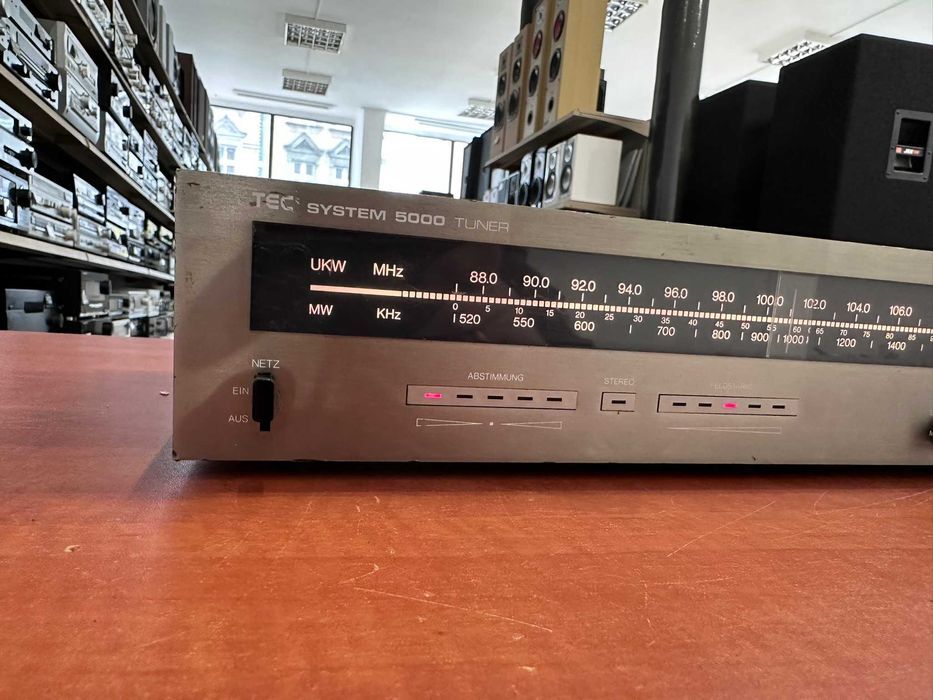 TEC SYSTEM 5000 TUNER
UKW MHz 88.0 90.0 92.0 94.0 96.0 98.0 100.0 102.0 104.0 106.0
0 5 10 15 20 25 30 35 40 45 50 55 60 65 70 75 80 85
MW KHz 520 550 600 700 800 900 1000 1200 1400
NETZ
EIN
AUS
ABSTIMMUNG
STEREO
FELDSTÄRKE